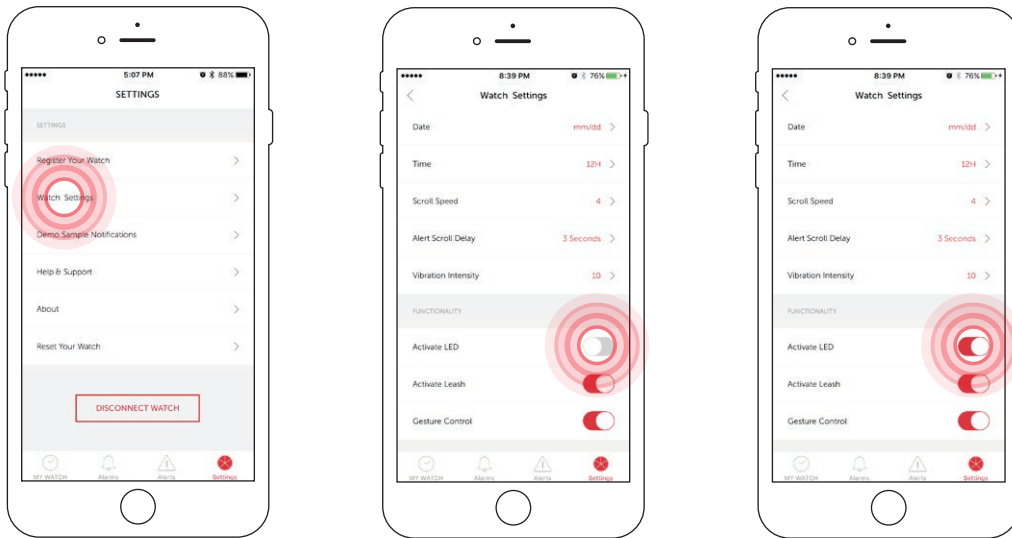 5:07 PM
88%
SETTINGS
SETTINGS
Register Your Watch
Watch Settings
Demo Sample Notifications
Help & Support
About
Reset Your Watch
DISCONNECT WATCH
MY WATCH Alarms Alerts Settings
8:39 PM
76%
Watch Settings
Date mm/dd
Time 12H
Scroll Speed 4
Alert Scroll Delay 3 Seconds
Vibration Intensity 10
FUNCTIONALITY
Activate LED
Activate Leash
Gesture Control
MY WATCH Alarms Alerts Settings
8:39 PM
76%
Watch Settings
Date mm/dd
Time 12H
Scroll Speed 4
Alert Scroll Delay 3 Seconds
Vibration Intensity 10
FUNCTIONALITY
Activate LED
Activate Leash
Gesture Control
MY WATCH Alarms Alerts Settings